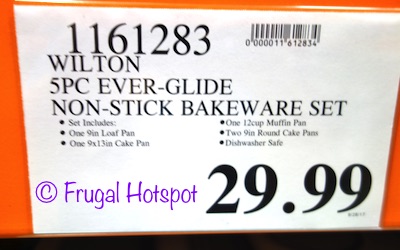 1161283
0000011612834
WILTON
5PC EVER-GLIDE
NON-STICK BAKEWARE SET
• Set Includes:
• One 9in Loaf Pan
• One 9x13in Cake Pan
• One 12cup Muffin Pan
• Two 9in Round Cake Pans
• Dishwasher Safe
© Frugal Hotspot
29.99